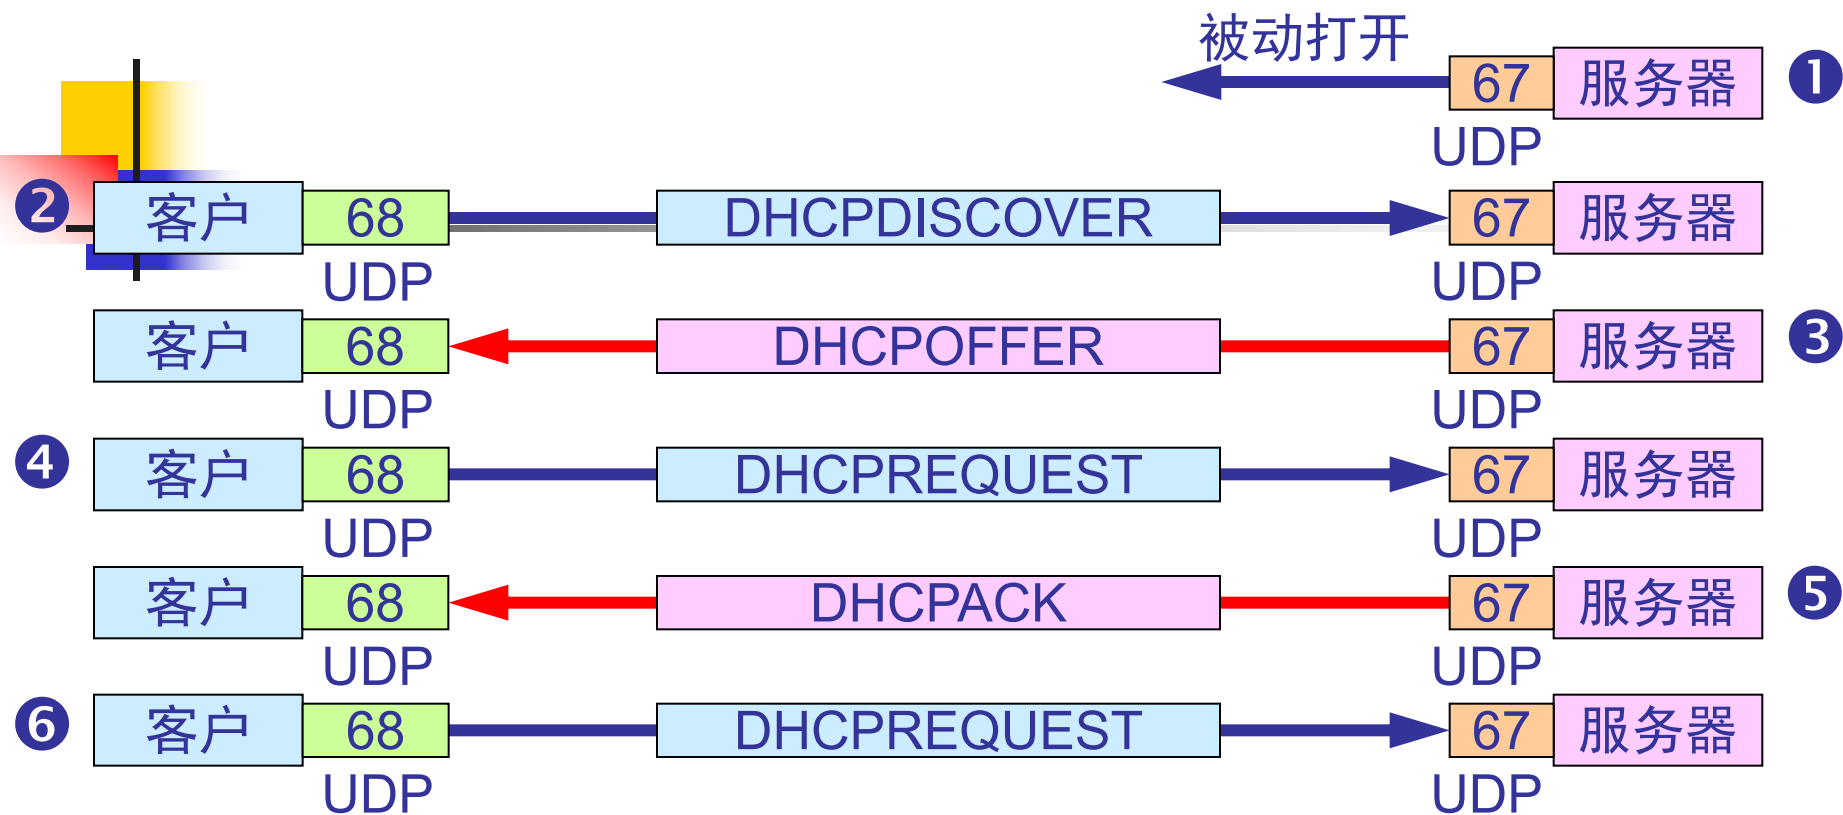 被动打开
67 服务器 ❶
UDP
❷ 客户 68 DHCPDISCOVER 67 服务器
UDP UDP
客户 68 DHCPOFFER 67 服务器 ❸
UDP UDP
❹ 客户 68 DHCPREQUEST 67 服务器
UDP UDP
客户 68 DHCPACK 67 服务器 ❺
UDP UDP
❻ 客户 68 DHCPREQUEST 67 服务器
UDP UDP